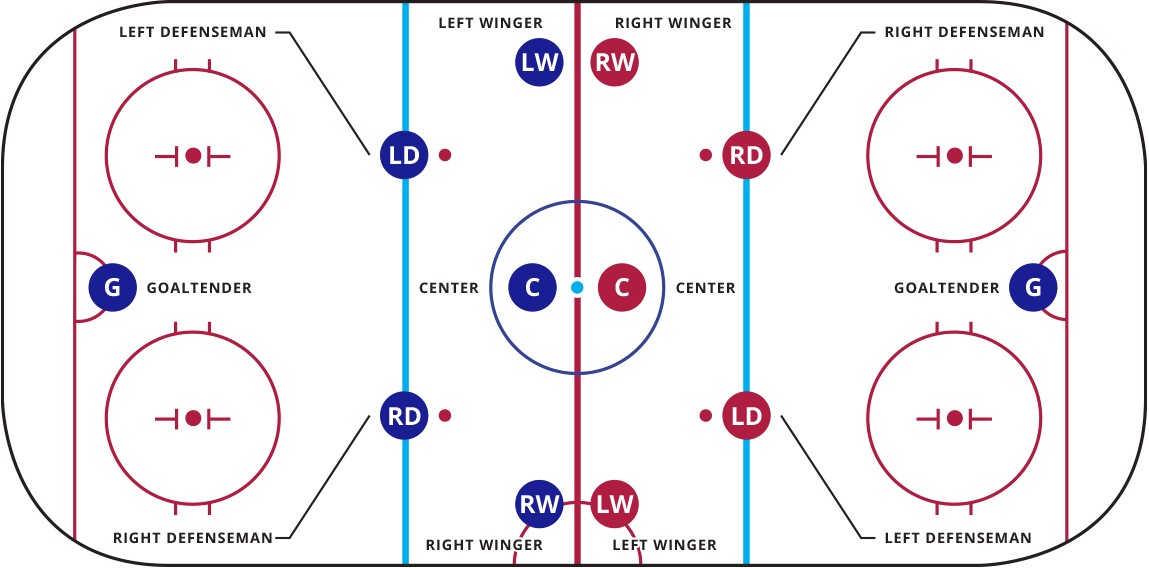 LEFT WINGER RIGHT WINGER
LEFT DEFENSEMAN RIGHT DEFENSEMAN
LW RW
LD RD
G GOALTENDER CENTER C C CENTER GOALTENDER G
RD LD
RW LW
RIGHT DEFENSEMAN LEFT DEFENSEMAN
RIGHT WINGER LEFT WINGER